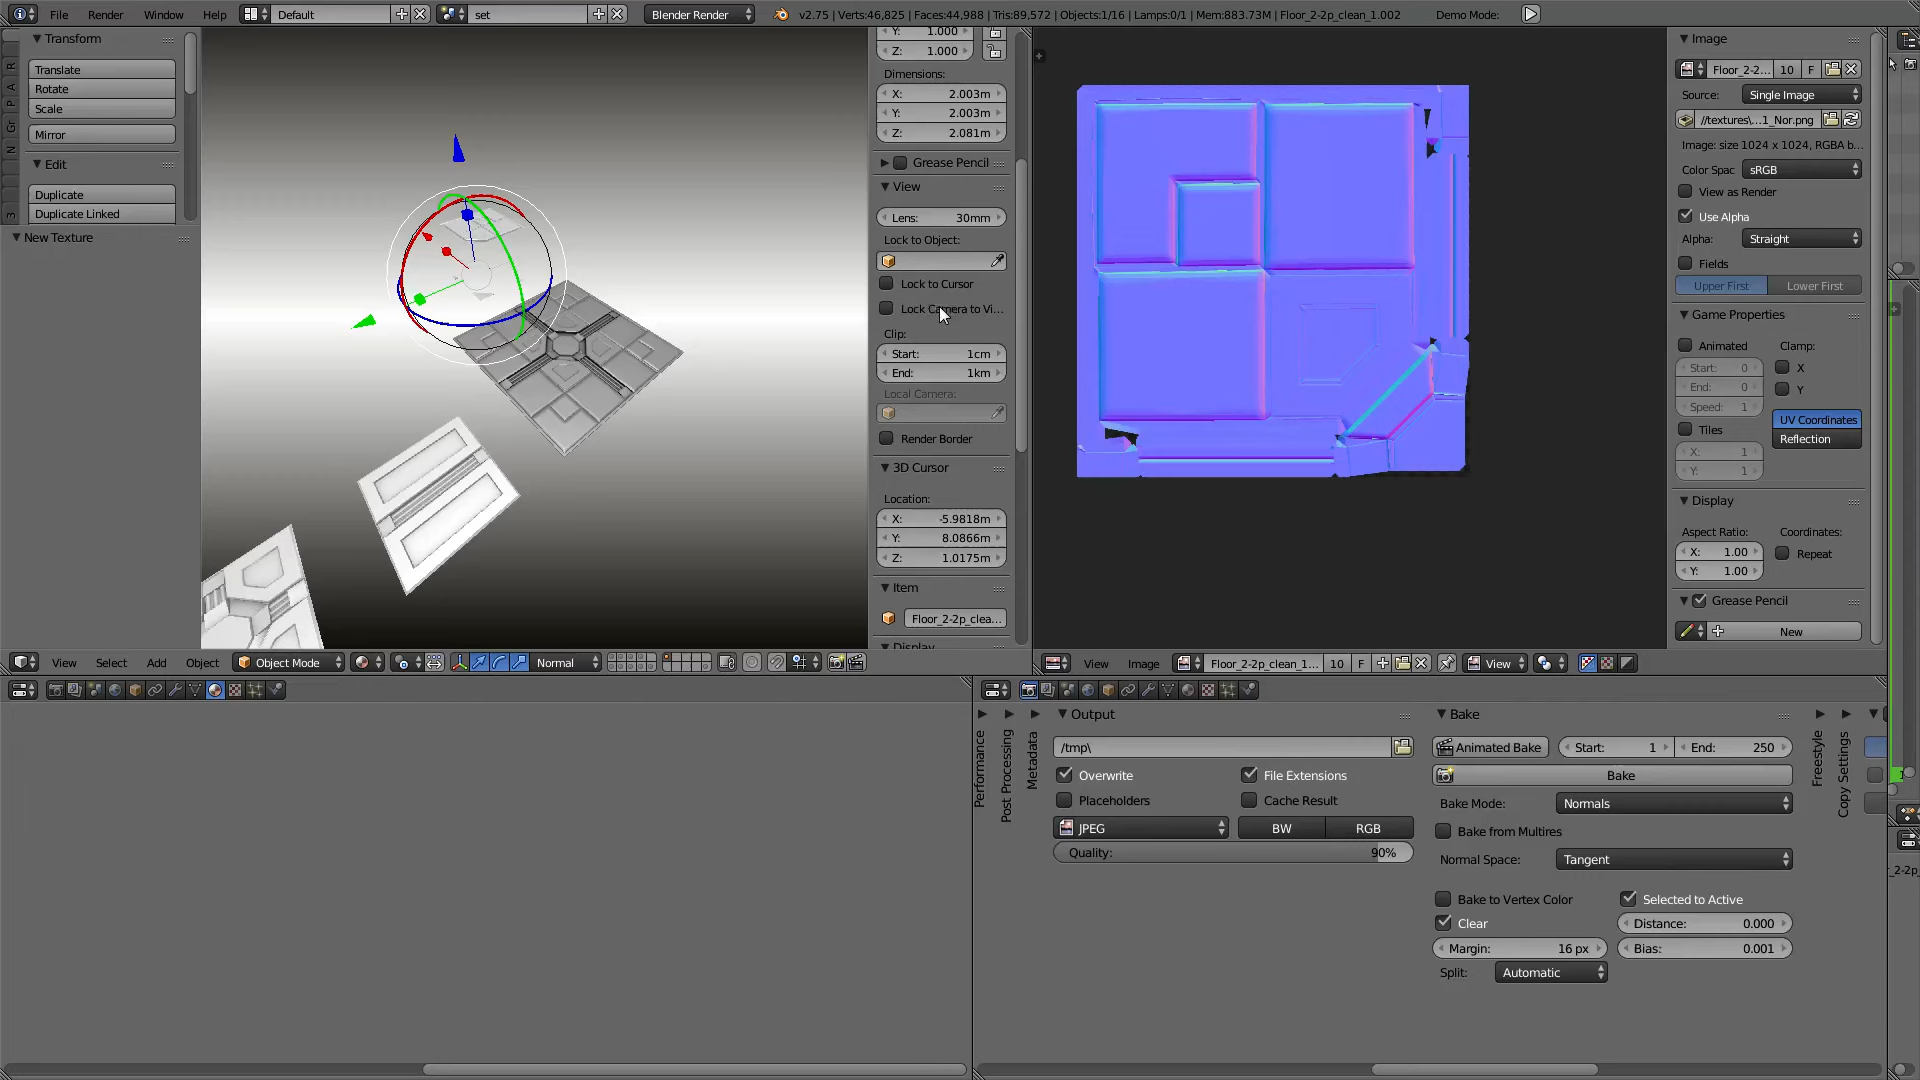 File Render Window Help Default set Blender Render v2.75 | Verts:46,825 | Faces:44,988 | Tris:89,572 | Objects:1/16 | Lamps:0/1 | Mem:883.73M | Floor_2-2p_clean_1.002 Demo Mode:
Transform
Translate
Rotate
Scale
Mirror
Edit
Duplicate
Duplicate Linked
New Texture
R
A
P
Gr
N
3
Y: 1.000
Z: 1.000
Dimensions:
X: 2.003m
Y: 2.003m
Z: 2.081m
Grease Pencil
View
Lens: 30mm
Lock to Object:
Lock to Cursor
Lock Camera to Vi...
Clip:
Start: 1cm
End: 1km
Local Camera:
Render Border
3D Cursor
Location:
X: -5.9818m
Y: 8.0866m
Z: 1.0175m
Item
Floor_2-2p_clea...
Display
Image
Floor_2-2... 10 F
Source: Single Image
//textures\...1_Nor.png
Image: size 1024 x 1024, RGBA b...
Color Spac sRGB
View as Render
Use Alpha
Alpha: Straight
Fields
Upper First Lower First
Game Properties
Animated Clamp:
Start: 0 X
End: 0 Y
Speed: 1
UV Coordinates
Tiles Reflection
X: 1
Y: 1
Display
Aspect Ratio: Coordinates:
X: 1.00 Repeat
Y: 1.00
Grease Pencil
New
View Select Add Object Object Mode Normal
View Image Floor_2-2p_clean_1... 10 F View
Performance
Post Processing
Metadata
Output
/tmp\
Overwrite File Extensions
Placeholders Cache Result
JPEG BW RGB
Quality: 90%
Bake
Animated Bake Start: 1 End: 250
Bake
Bake Mode: Normals
Bake from Multires
Normal Space: Tangent
Bake to Vertex Color Selected to Active
Clear Distance: 0.000
Margin: 16 px Bias: 0.001
Split: Automatic
Freestyle
Copy Settings
_2-2p_